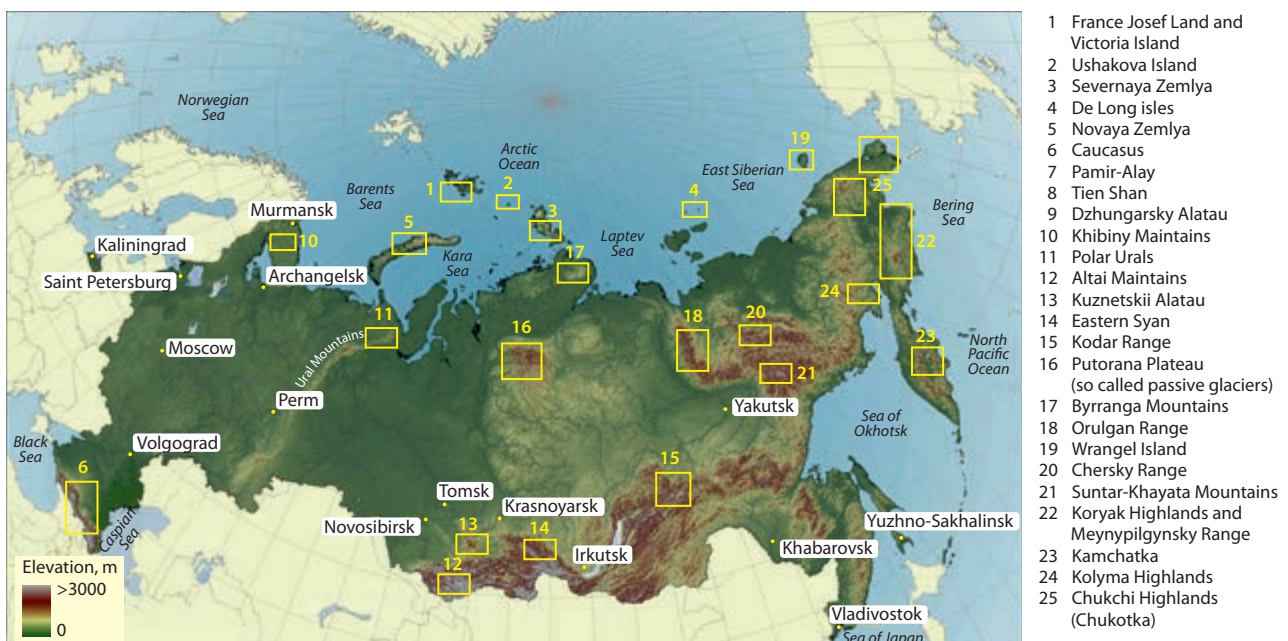 Norwegian
Sea
Barents
Sea
Arctic
Ocean
East Siberian
Sea
Bering
Sea
Laptev
Sea
Kara
Sea
North
Pacific
Ocean
Sea of
Okhotsk
Black
Sea
Caspian
Sea
Sea of Japan
Ural Mountains
Murmansk
Kaliningrad
Saint Petersburg
Archangelsk
Moscow
Perm
Volgograd
Tomsk
Novosibirsk
Krasnoyarsk
Irkutsk
Yakutsk
Khabarovsk
Yuzhno-Sakhalinsk
Vladivostok
1
2
3
4
5
6
10
11
12
13
14
15
16
17
18
19
20
21
22
23
24
25
Elevation, m
>3000
0
1 France Josef Land and
Victoria Island
2 Ushakova Island
3 Severnaya Zemlya
4 De Long isles
5 Novaya Zemlya
6 Caucasus
7 Pamir-Alay
8 Tien Shan
9 Dzhungarsky Alatau
10 Khibiny Maintains
11 Polar Urals
12 Altai Maintains
13 Kuznetskii Alatau
14 Eastern Syan
15 Kodar Range
16 Putorana Plateau
(so called passive glaciers)
17 Byrranga Mountains
18 Orulgan Range
19 Wrangel Island
20 Chersky Range
21 Suntar-Khayata Mountains
22 Koryak Highlands and
Meynypilgynsky Range
23 Kamchatka
24 Kolyma Highlands
25 Chukchi Highlands
(Chukotka)